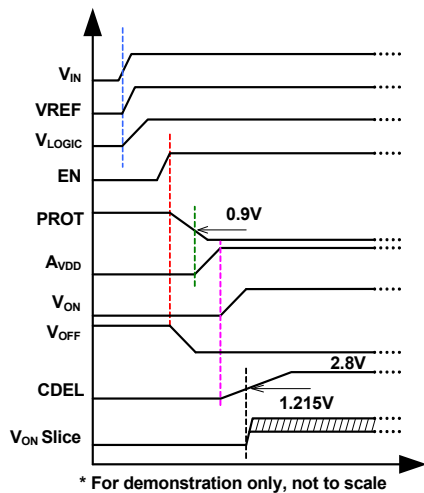 VIN
VREF
VLOGIC
EN
PROT
0.9V
AVDD
VON
VOFF
2.8V
CDEL
1.215V
VON Slice
* For demonstration only, not to scale